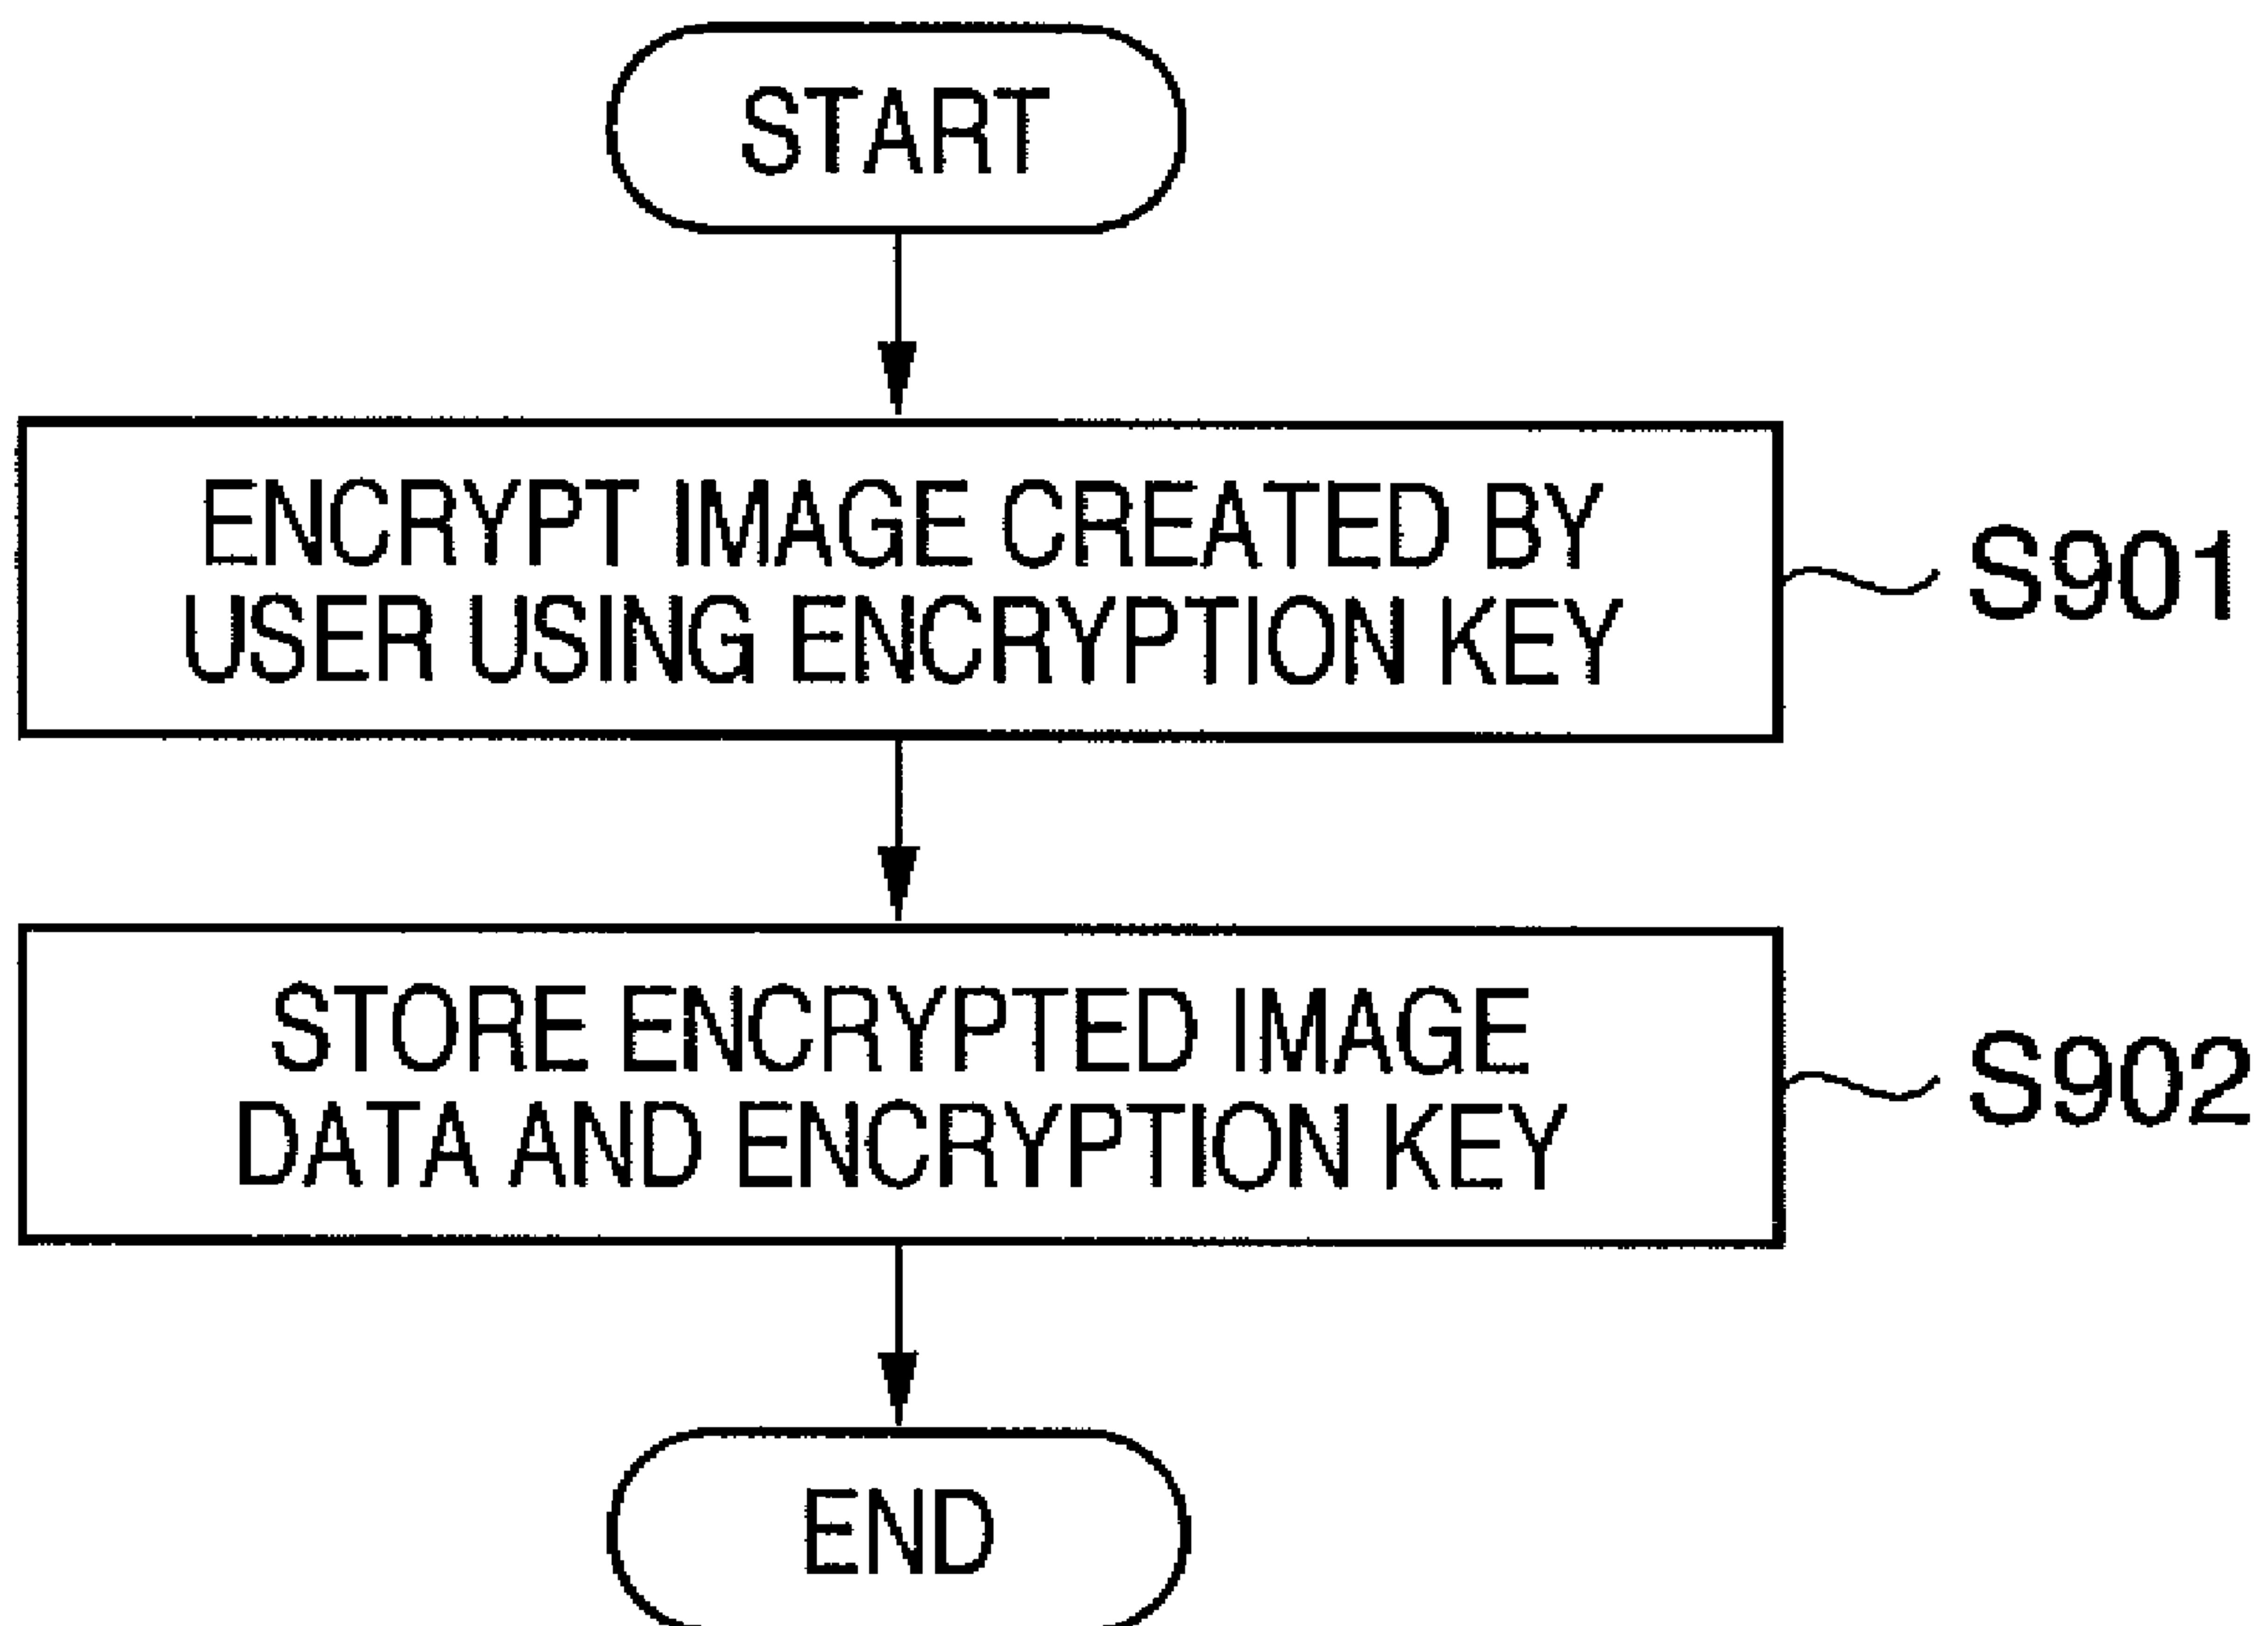 START
ENCRYPT IMAGE CREATED BY
USER USING ENCRYPTION KEY
S901
STORE ENCRYPTED IMAGE
DATA AND ENCRYPTION KEY
S902
END